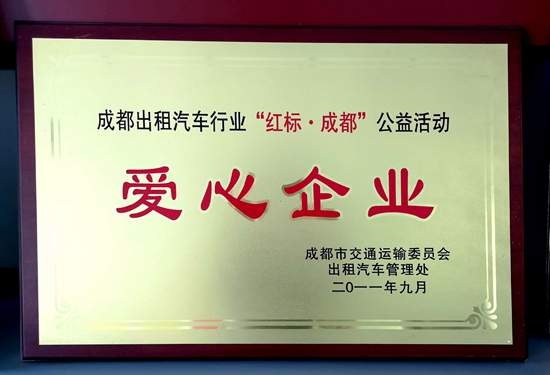 成都出租汽车行业“红标·成都”公益活动
爱心企业
成都市交通运输委员会
出租汽车管理处
二0一一年九月